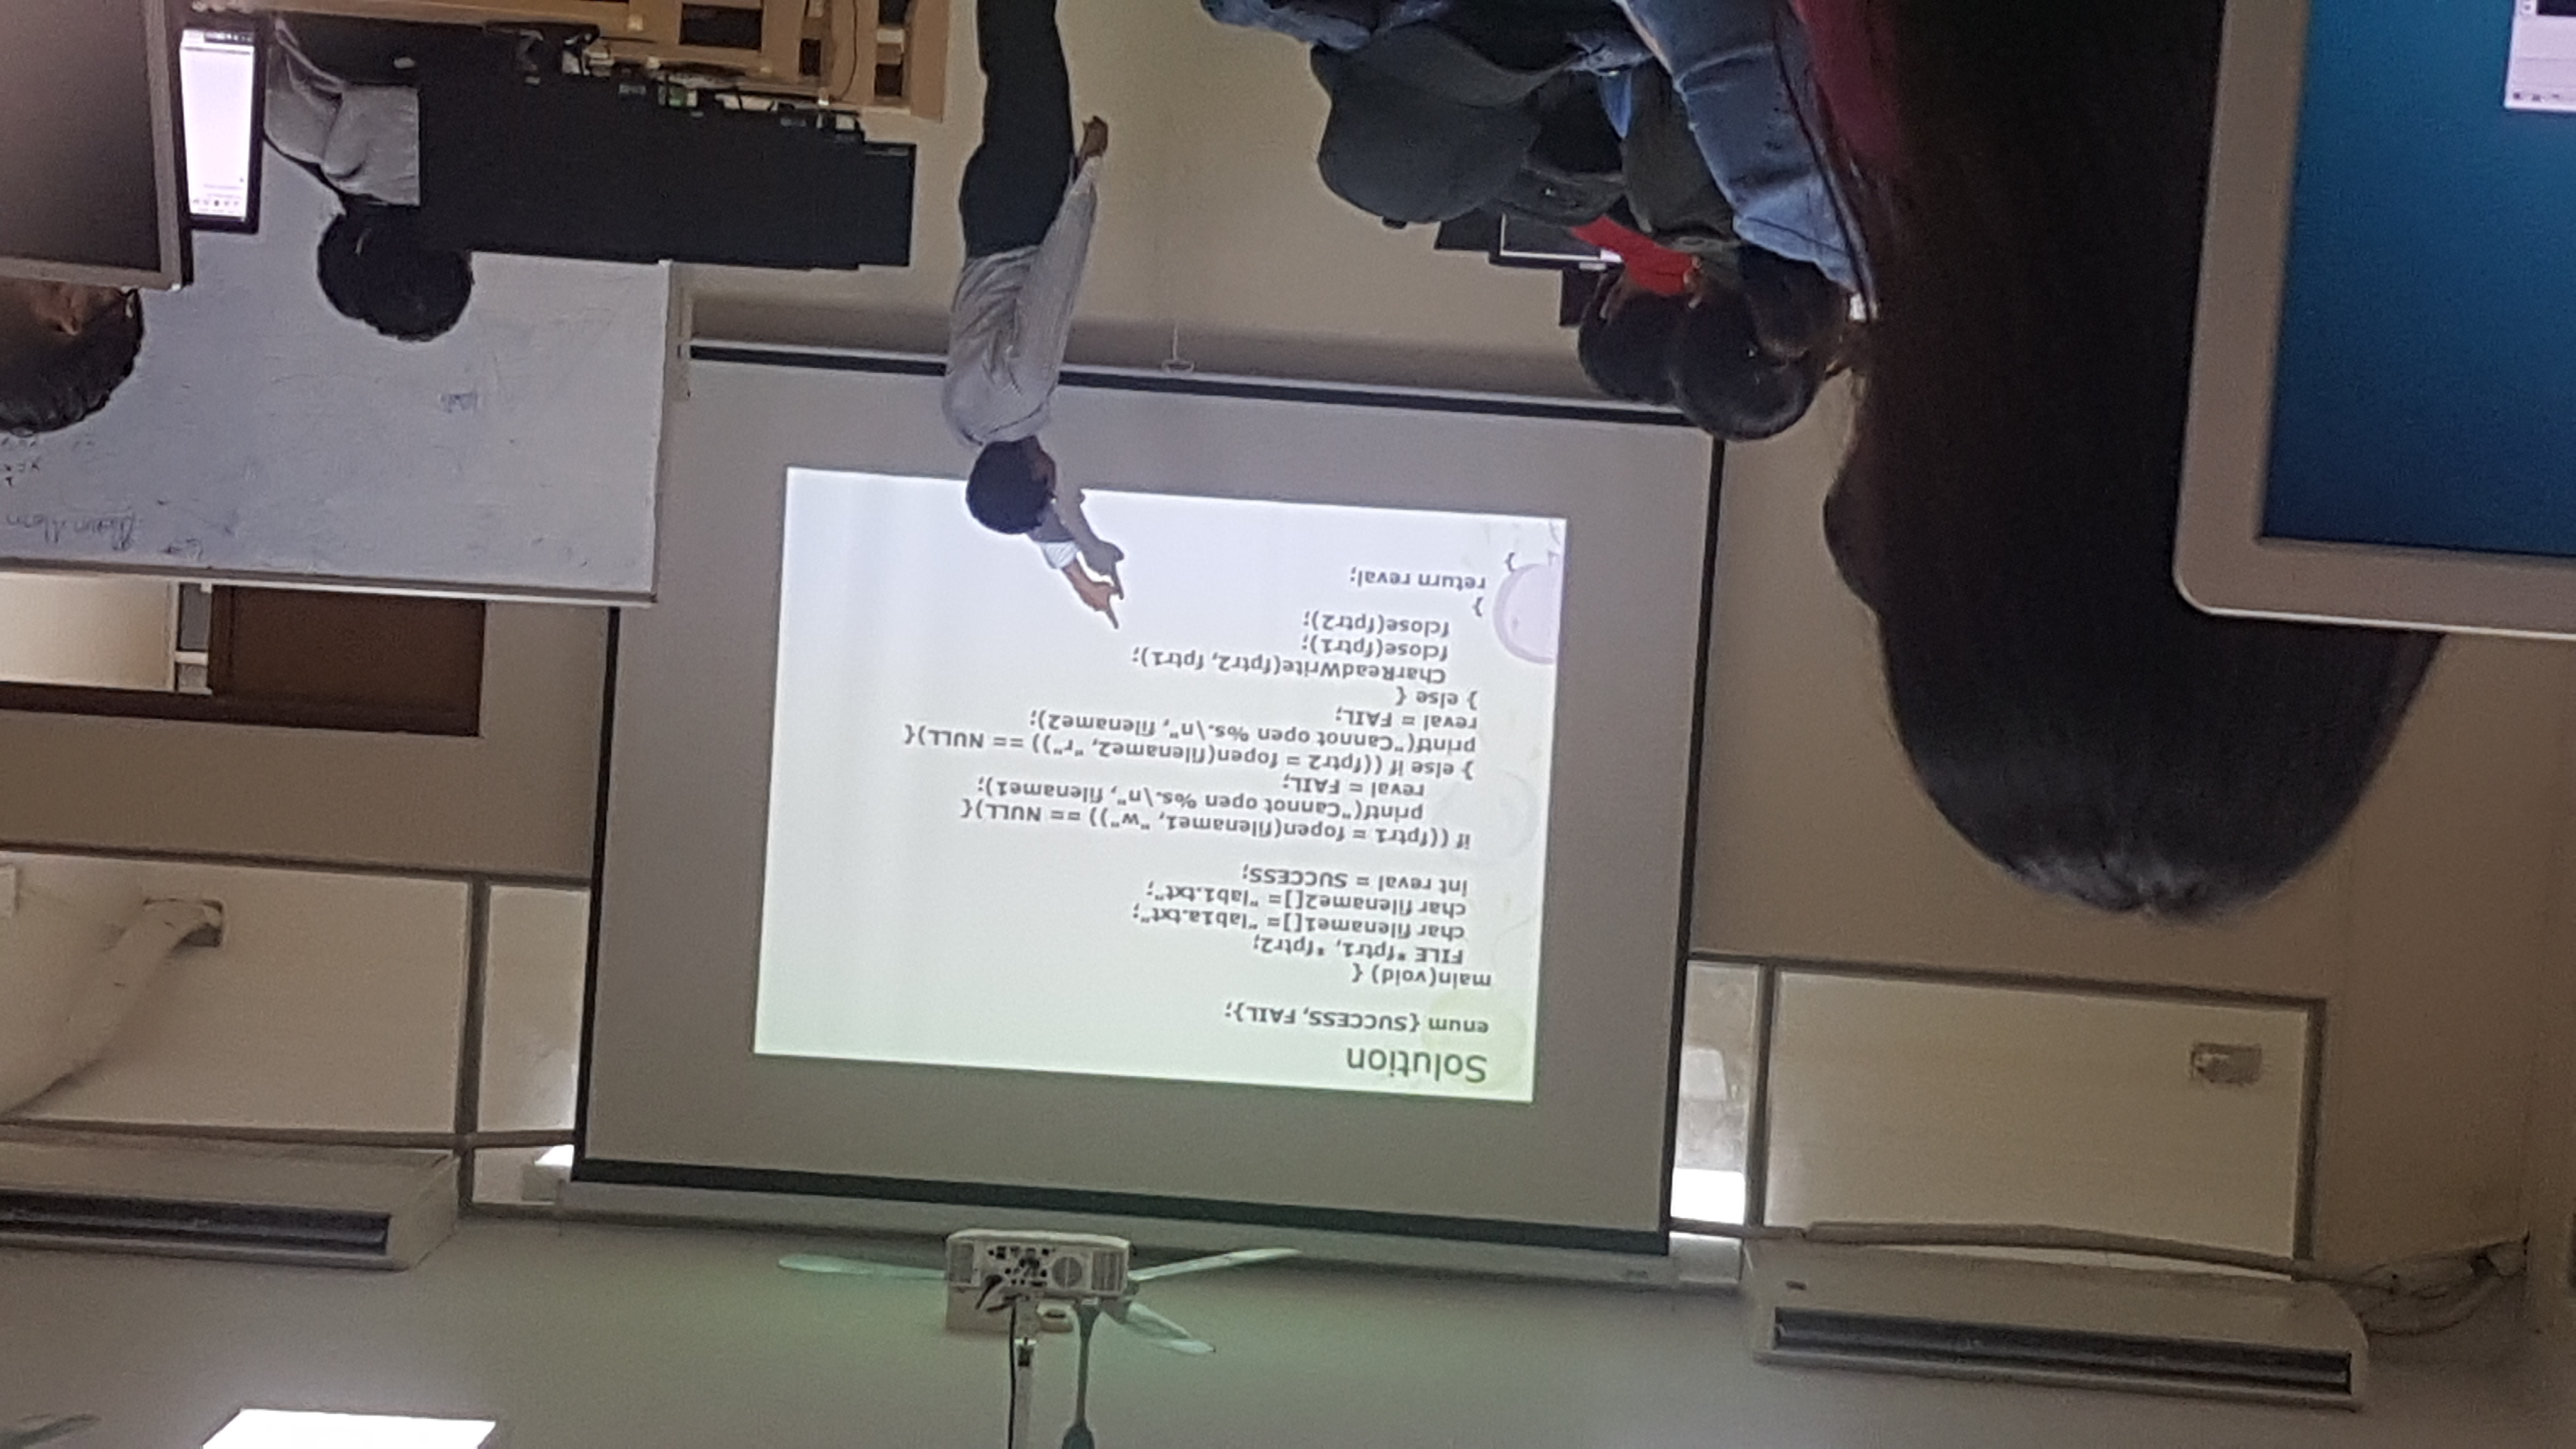 Solution
enum {SUCCESS, FAIL};
main(void) {
FILE *fptr1, *fptr2;
char filename1[]= "lab1a.txt";
char filename2[]= "lab1.txt";
int reval = SUCCESS;
if ((fptr1 = fopen(filename1, "w")) == NULL){
printf("Cannot open %s.\n", filename1);
reval = FAIL;
} else if ((fptr2 = fopen(filename2, "r")) == NULL){
printf("Cannot open %s.\n", filename2);
reval = FAIL;
} else {
CharReadWrite(fptr2, fptr1);
fclose(fptr1);
fclose(fptr2);
}
return reval;
}